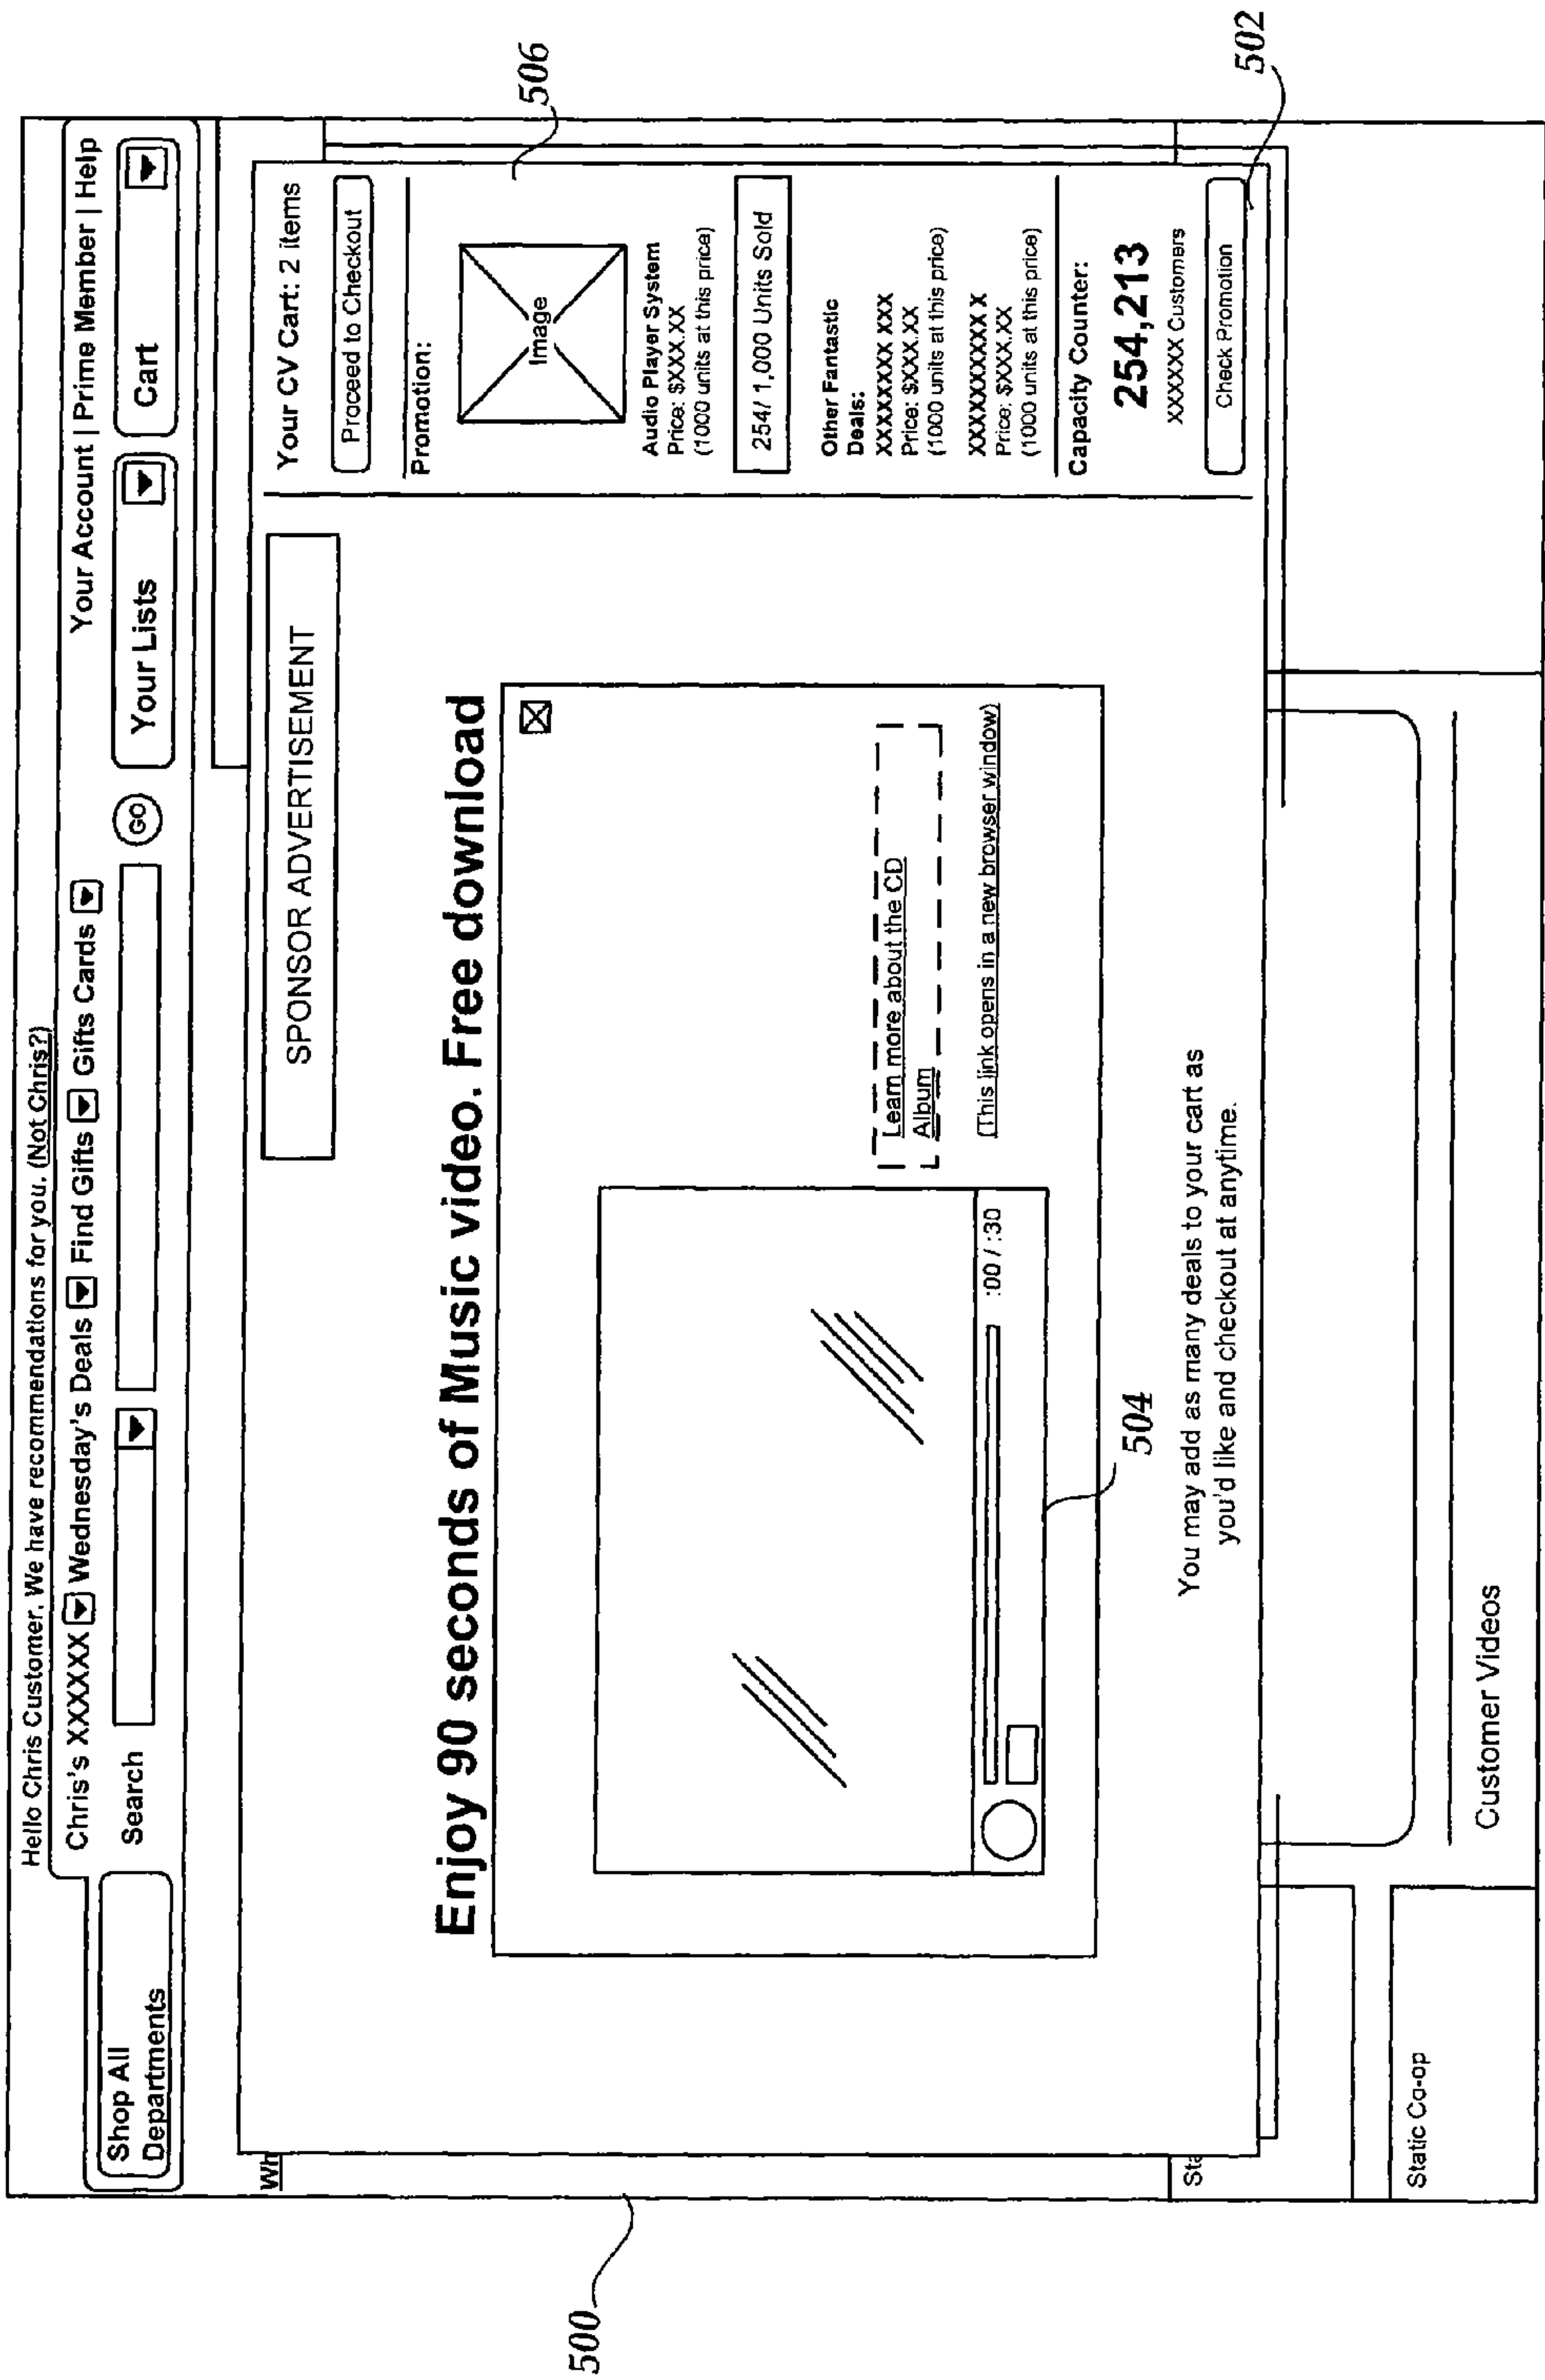 Hello Chris Customer. We have recommendations for you. (Not Chris?)
Your Account | Prime Member | Help
Chris's XXXXX Wednesday's Deals Find Gifts Gifts Cards
Shop All
Departments
Search
GO
Your Lists
Cart
Wh
SPONSOR ADVERTISEMENT
Enjoy 90 seconds of Music video. Free download
Learn more about the CD
Album
(This link opens in a new browser window)
:00 / :30
504
You may add as many deals to your cart as
you'd like and checkout at anytime.
Your CV Cart: 2 items
Proceed to Checkout
Promotion:
506
Image
Audio Player System
Price: $XXX.XX
(1000 units at this price)
254/ 1,000 Units Sold
Other Fantastic
Deals:
XXXXXXX XXX
Price: $XXX.XX
(1000 units at this price)
XXXXXXXXX X
Price: $XXX.XX
(1000 units at this price)
Capacity Counter:
254,213
XXXXXX Customers
Check Promotion
502
500
Static Co-op
Customer Videos